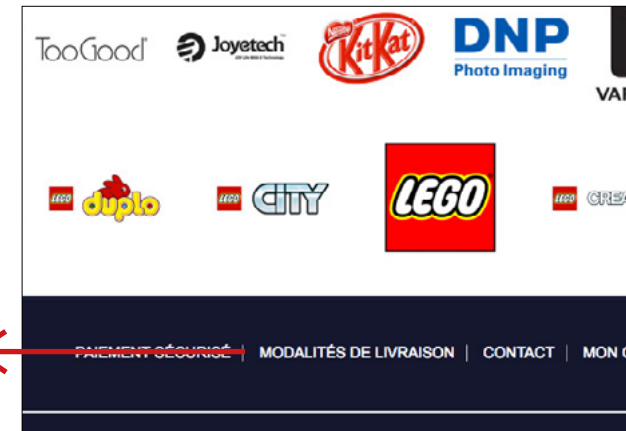 TooGood Joyetech Nestlé KitKat DNP
Photo Imaging
LEGO duplo LEGO CITY LEGO LEGO
PAIEMENT SÉCURISÉ | MODALITÉS DE LIVRAISON | CONTACT | MON